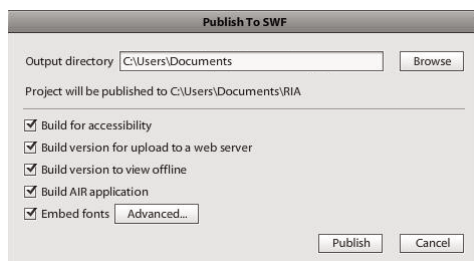 Publish To SWF
Output directory C:\Users\Documents Browse
Project will be published to C:\Users\Documents\RIA
Build for accessibility
Build version for upload to a web server
Build version to view offline
Build AIR application
Embed fonts Advanced...
Publish Cancel